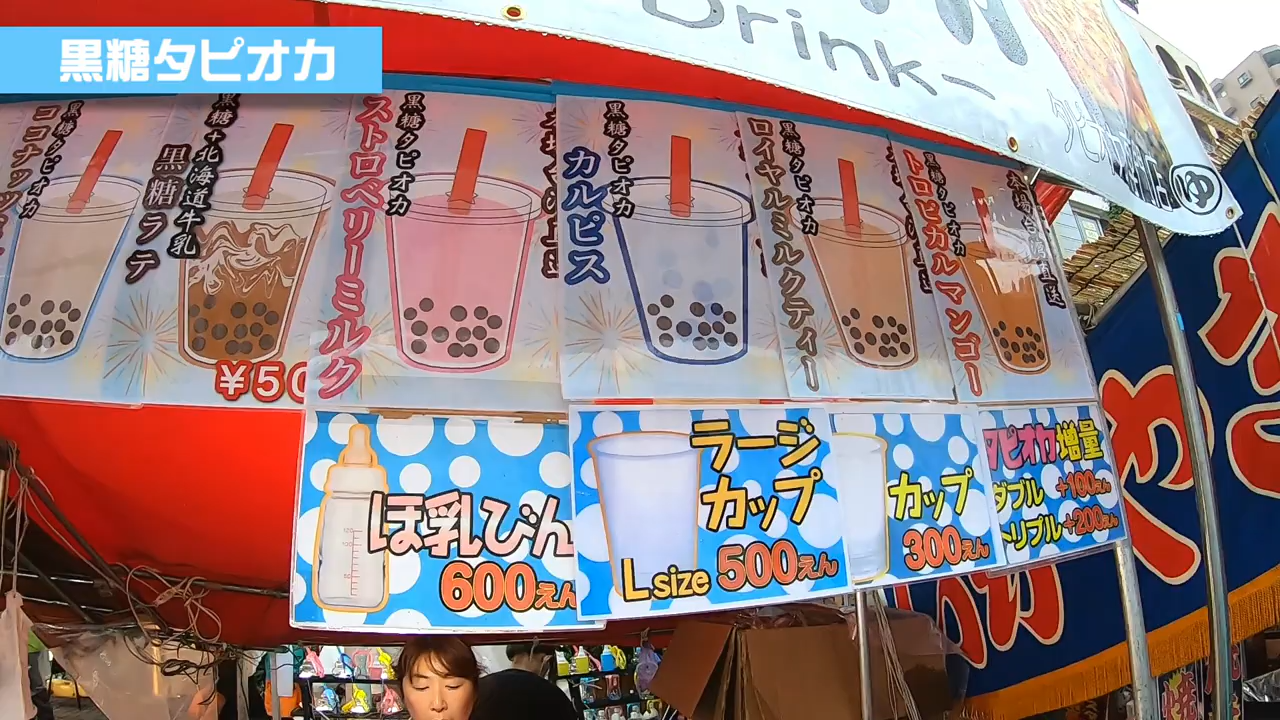 黒糖タピオカ
Drink-
黒糖タピオカ
黒糖+北海道牛乳
黒糖ラテ
¥50
黒糖タピオカ
ストロベリーミルク
黒糖タピオカ
カルピス
黒糖タピオカ
ロイヤルミルクティー
黒糖タピオカ
トロピカルマンゴー
ほ乳びん
600えん
ラージ
カップ
L size 500えん
カップ
300えん
タピオカ増量
ダブル +100えん
トリプル+200えん